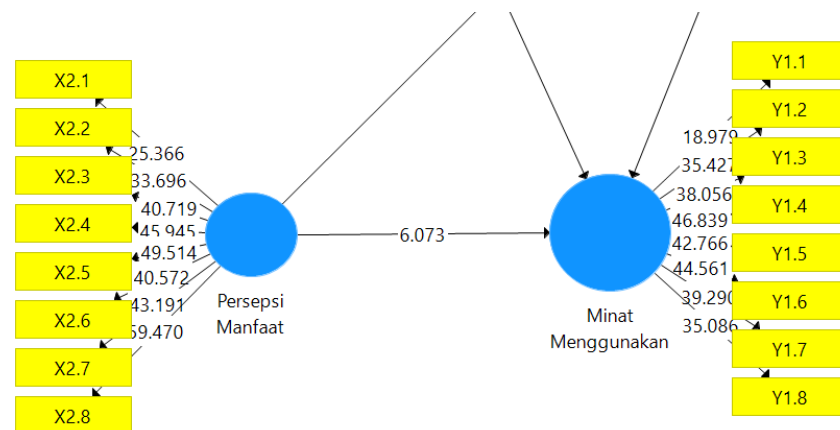 X2.1
X2.2
X2.3
X2.4
X2.5
X2.6
X2.7
X2.8
25.366
33.696
40.719
45.945
49.514
40.572
43.191
59.470
Persepsi
Manfaat
6.073
Minat
Menggunakan
18.979
35.427
38.056
46.839
42.766
44.561
39.290
35.086
Y1.1
Y1.2
Y1.3
Y1.4
Y1.5
Y1.6
Y1.7
Y1.8